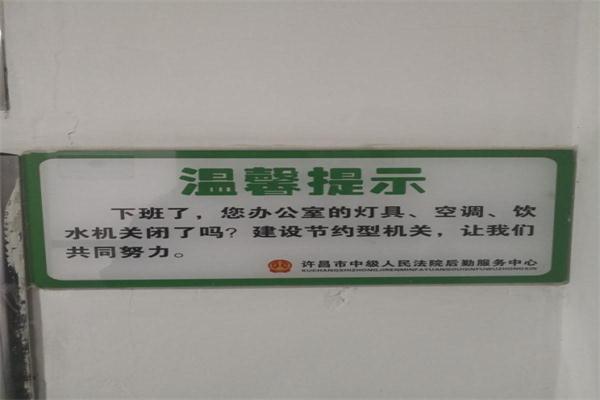 温馨提示
下班了，您办公室的灯具、空调、饮
水机关闭了吗？建设节约型机关，让我们
共同努力。
许昌市中级人民法院后勤服务中心